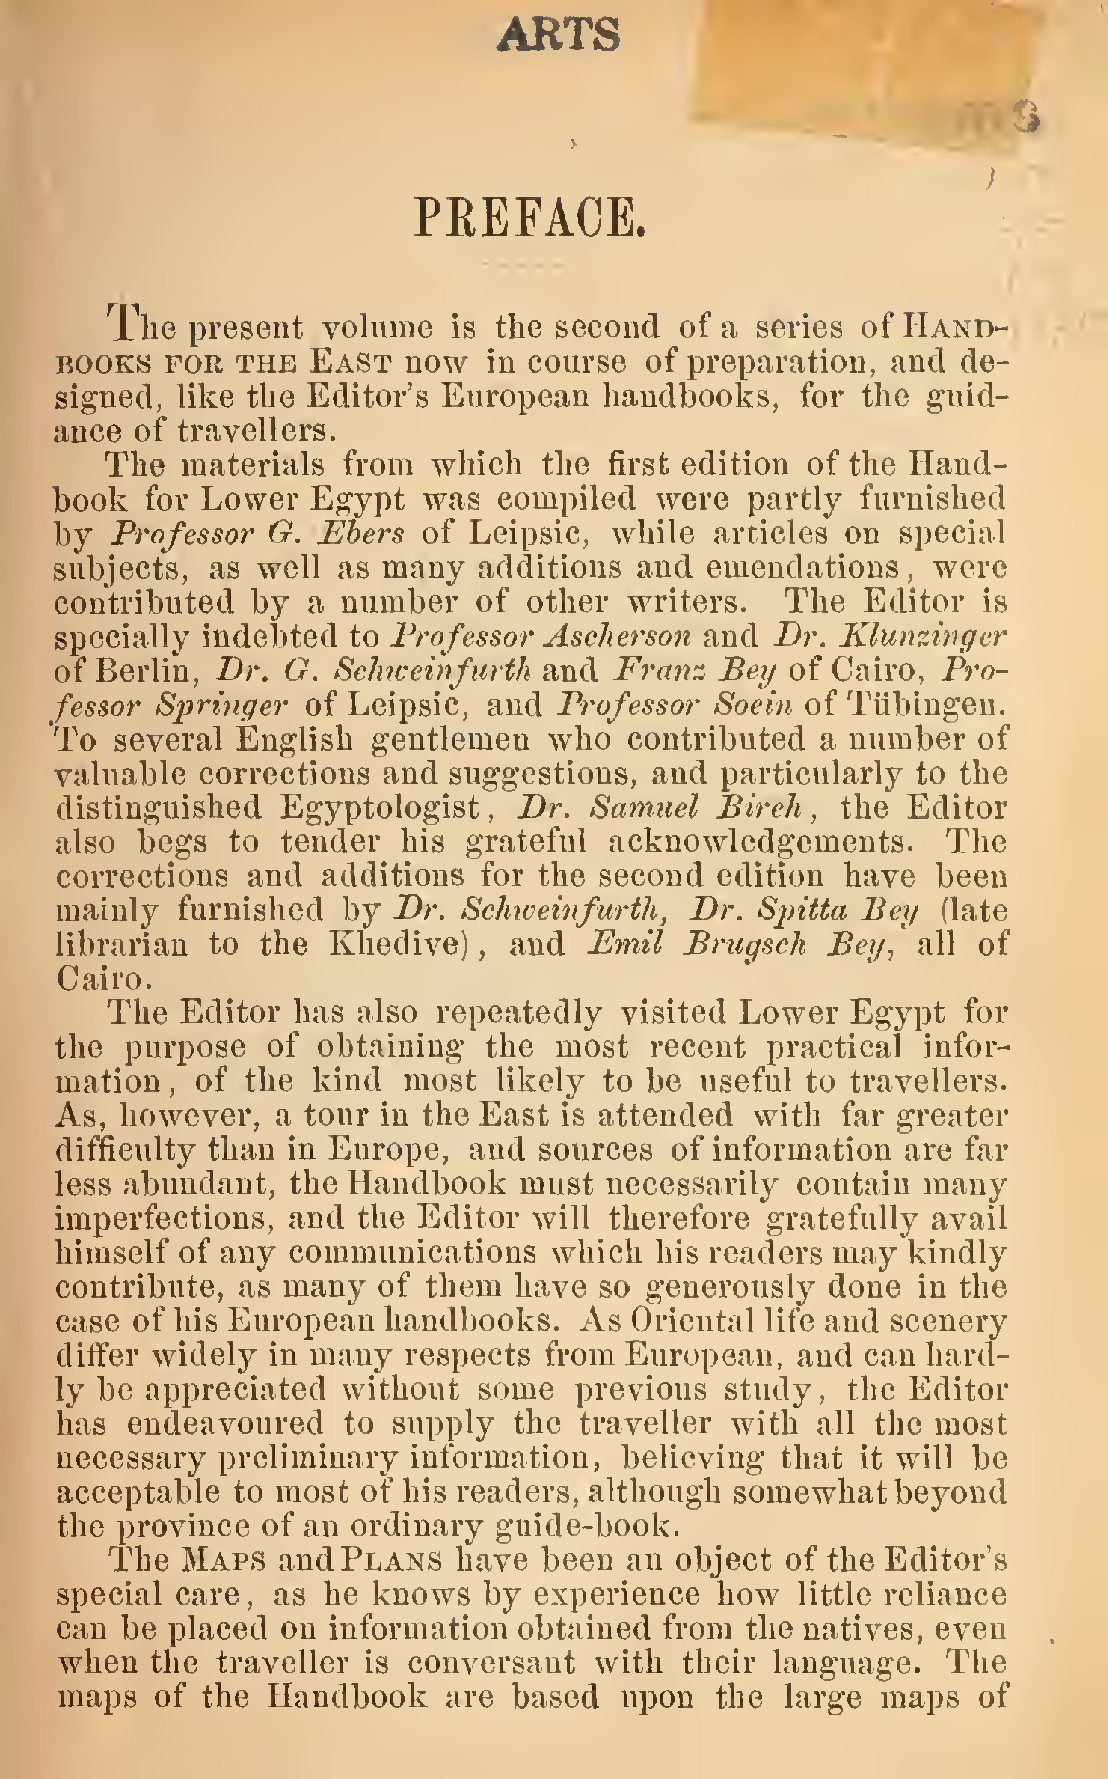 ARTS
PREFACE.
The present volume is the second of a series of HAND-
BOOKS FOR THE EAST now in course of preparation, and de-
signed, like the Editor's European handbooks, for the guid-
ance of travellers.
The materials from which the first edition of the Hand-
book for Lower Egypt was compiled were partly furnished
by Professor G. Ebers of Leipsic, while articles on special
subjects, as well as many additions and emendations, were
contributed by a number of other writers. The Editor is
specially indebted to Professor Ascherson and Dr. Klunzinger
of Berlin, Dr. G. Schweinfurth and Franz Bey of Cairo, Pro-
fessor Springer of Leipsic, and Professor Socin of Tübingen.
To several English gentlemen who contributed a number of
valuable corrections and suggestions, and particularly to the
distinguished Egyptologist, Dr. Samuel Birch, the Editor
also begs to tender his grateful acknowledgements. The
corrections and additions for the second edition have been
mainly furnished by Dr. Schweinfurth, Dr. Spitta Bey (late
librarian to the Khedive), and Emil Brugsch Bey, all of
Cairo.
The Editor has also repeatedly visited Lower Egypt for
the purpose of obtaining the most recent practical infor-
mation, of the kind most likely to be useful to travellers.
As, however, a tour in the East is attended with far greater
difficulty than in Europe, and sources of information are far
less abundant, the Handbook must necessarily contain many
imperfections, and the Editor will therefore gratefully avail
himself of any communications which his readers may kindly
contribute, as many of them have so generously done in the
case of his European handbooks. As Oriental life and scenery
differ widely in many respects from European, and can hard-
ly be appreciated without some previous study, the Editor
has endeavoured to supply the traveller with all the most
necessary preliminary information, believing that it will be
acceptable to most of his readers, although somewhat beyond
the province of an ordinary guide-book.
The MAPS and PLANS have been an object of the Editor's
special care, as he knows by experience how little reliance
can be placed on information obtained from the natives, even
when the traveller is conversant with their language. The
maps of the Handbook are based upon the large maps of